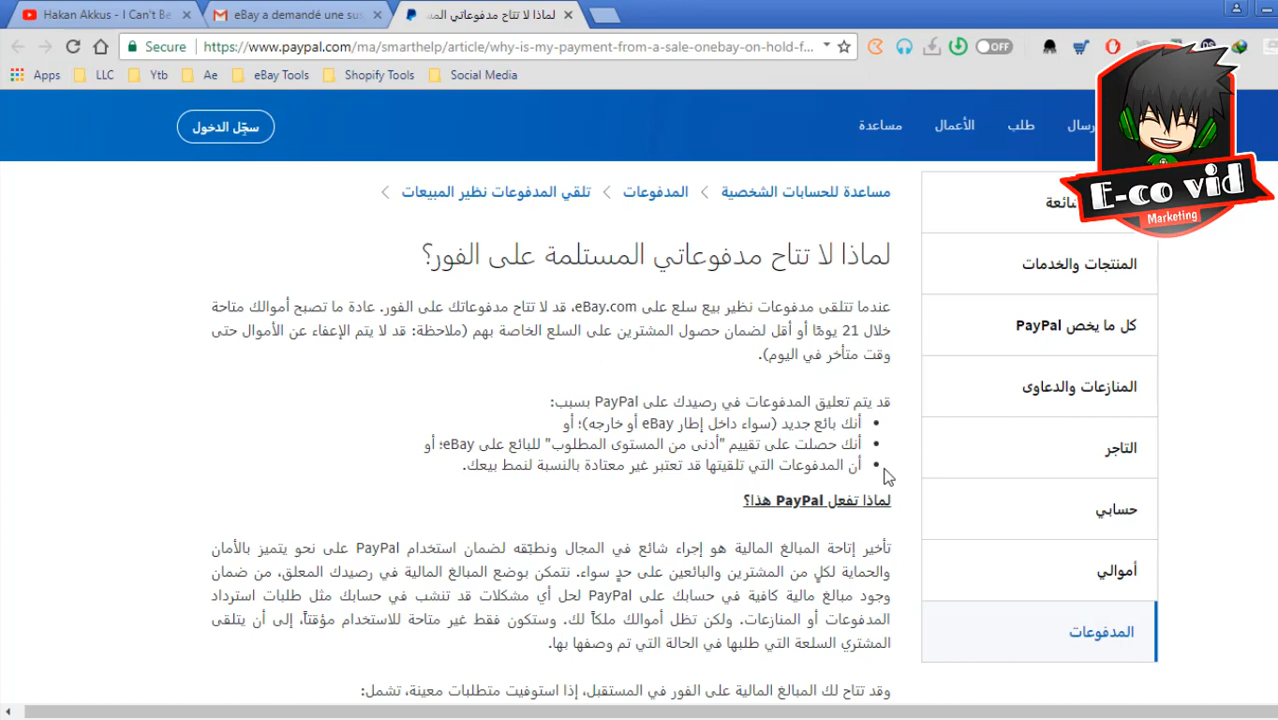 Hakan Akkus - I Can't Be
eBay a demandé une sus
لماذا لا تتاح مدفوعاتي المس
Secure
https://www.paypal.com/ma/smarthelp/article/why-is-my-payment-from-a-sale-onebay-on-hold-f...
OFF
Apps
LLC
Ytb
Ae
eBay Tools
Shopify Tools
Social Media
E-co vid
Marketing
رسال
طلب
الأعمال
مساعدة
سجّل الدخول
مساعدة للحسابات الشخصية
المدفوعات
تلقي المدفوعات نظير المبيعات
لماذا لا تتاح مدفوعاتي المستلمة على الفور؟
عندما تتلقى مدفوعات نظير بيع سلع على eBay.com، قد لا تتاح مدفوعاتك على الفور. عادة ما تصبح أموالك متاحة
خلال 21 يومًا أو أقل لضمان حصول المشترين على السلع الخاصة بهم (ملاحظة: قد لا يتم الإعفاء عن الأموال حتى
وقت متأخر في اليوم).
قد يتم تعليق المدفوعات في رصيدك على PayPal بسبب:
• أنك بائع جديد (سواء داخل إطار eBay أو خارجه)؛ أو
• أنك حصلت على تقييم "أدنى من المستوى المطلوب" للبائع على eBay؛ أو
• أن المدفوعات التي تلقيتها قد تعتبر غير معتادة بالنسبة لنمط بيعك.
لماذا تفعل PayPal هذا؟
تأخير إتاحة المبالغ المالية هو إجراء شائع في المجال ونطبّقه لضمان استخدام PayPal على نحو يتميز بالأمان
والحماية لكلٍ من المشترين والبائعين على حدٍ سواء. نتمكن بوضع المبالغ المالية في رصيدك المعلق، من ضمان
وجود مبالغ مالية كافية في حسابك على PayPal لحل أي مشكلات قد تنشب في حسابك مثل طلبات استرداد
المدفوعات أو المنازعات. ولكن تظل أموالك ملكاً لك. وستكون فقط غير متاحة للاستخدام مؤقتاً، إلى أن يتلقى
المشتري السلعة التي طلبها في الحالة التي تم وصفها بها.
وقد تتاح لك المبالغ المالية على الفور في المستقبل، إذا استوفيت متطلبات معينة، تشمل:
ائعة
المنتجات والخدمات
كل ما يخص PayPal
المنازعات والدعاوى
التاجر
حسابي
أموالي
المدفوعات